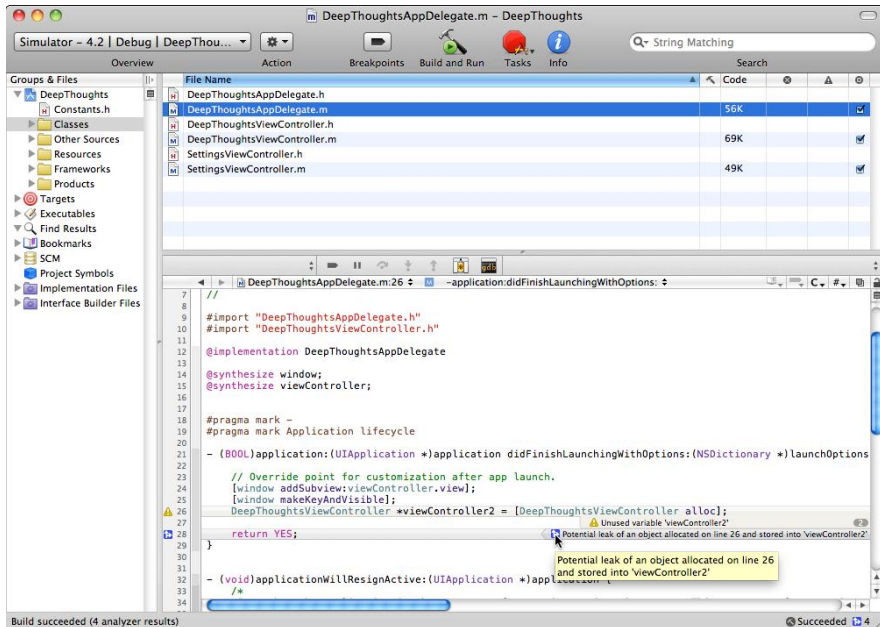 DeepThoughtsAppDelegate.m – DeepThoughts
Simulator – 4.2 | Debug | DeepThou...
String Matching
Overview Action Breakpoints Build and Run Tasks Info Search
Groups & Files
File Name Code
DeepThoughts
Constants.h
Classes
Other Sources
Resources
Frameworks
Products
Targets
Executables
Find Results
Bookmarks
SCM
Project Symbols
Implementation Files
Interface Builder Files
DeepThoughtsAppDelegate.h
DeepThoughtsAppDelegate.m 56K
DeepThoughtsViewController.h
DeepThoughtsViewController.m 69K
SettingsViewController.h
SettingsViewController.m 49K
gdb
DeepThoughtsAppDelegate.m:26 -application:didFinishLaunchingWithOptions: C #
7 //
8
9 #import "DeepThoughtsAppDelegate.h"
10 #import "DeepThoughtsViewController.h"
11
12 @implementation DeepThoughtsAppDelegate
13
14 @synthesize window;
15 @synthesize viewController;
16
17
18 #pragma mark -
19 #pragma mark Application lifecycle
20
21 - (BOOL)application:(UIApplication *)application didFinishLaunchingWithOptions:(NSDictionary *)launchOptions
22
23 // Override point for customization after app launch.
24 [window addSubview:viewController.view];
25 [window makeKeyAndVisible];
26 DeepThoughtsViewController *viewController2 = [DeepThoughtsViewController alloc];
27 Unused variable 'viewController2' 2
28 return YES; Potential leak of an object allocated on line 26 and stored into 'viewController2'
29 }
30
31
Potential leak of an object allocated on line 26
and stored into 'viewController2'
32 - (void)applicationWillResignActive:(UIApplication *)application {
33 /*
34
Build succeeded (4 analyzer results) Succeeded 4